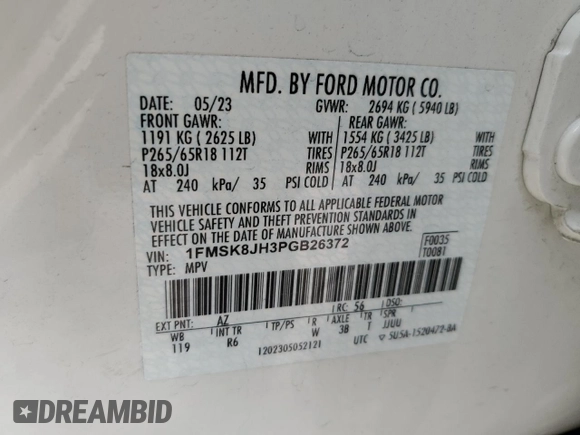 MFD. BY FORD MOTOR CO.
DATE: 05/23 GVWR: 2694 KG ( 5940 LB)
FRONT GAWR: REAR GAWR:
1191 KG ( 2625 LB) WITH 1554 KG ( 3425 LB) WITH
P265/65R18 112T TIRES P265/65R18 112T TIRES
18x8.0J RIMS 18x8.0J RIMS
AT 240 kPa/ 35 PSI COLD AT 240 kPa/ 35 PSI COLD
THIS VEHICLE CONFORMS TO ALL APPLICABLE FEDERAL MOTOR
VEHICLE SAFETY AND THEFT PREVENTION STANDARDS IN
EFFECT ON THE DATE OF MANUFACTURE SHOWN ABOVE.
VIN: 1FMSK8JH3PGB26372 F0035
TYPE: MPV T0081
EXT PNT: AZ RC: 56 DSO:
WB INT TR TP/PS R AXLE TR SPR
119 R6 W 3B T JJUU
1202305052121 UTC 5U5A-1520472-BA
DREAMBID